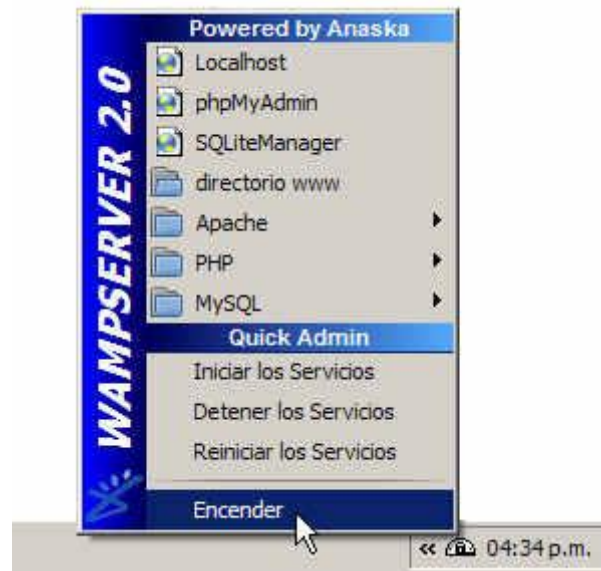 WAMPSERVER 2.0
Powered by Anaska
Localhost
phpMyAdmin
SQLiteManager
directorio www
Apache
PHP
MySQL
Quick Admin
Iniciar los Servicios
Detener los Servicios
Reiniciar los Servicios
Encender
« 04:34 p.m.